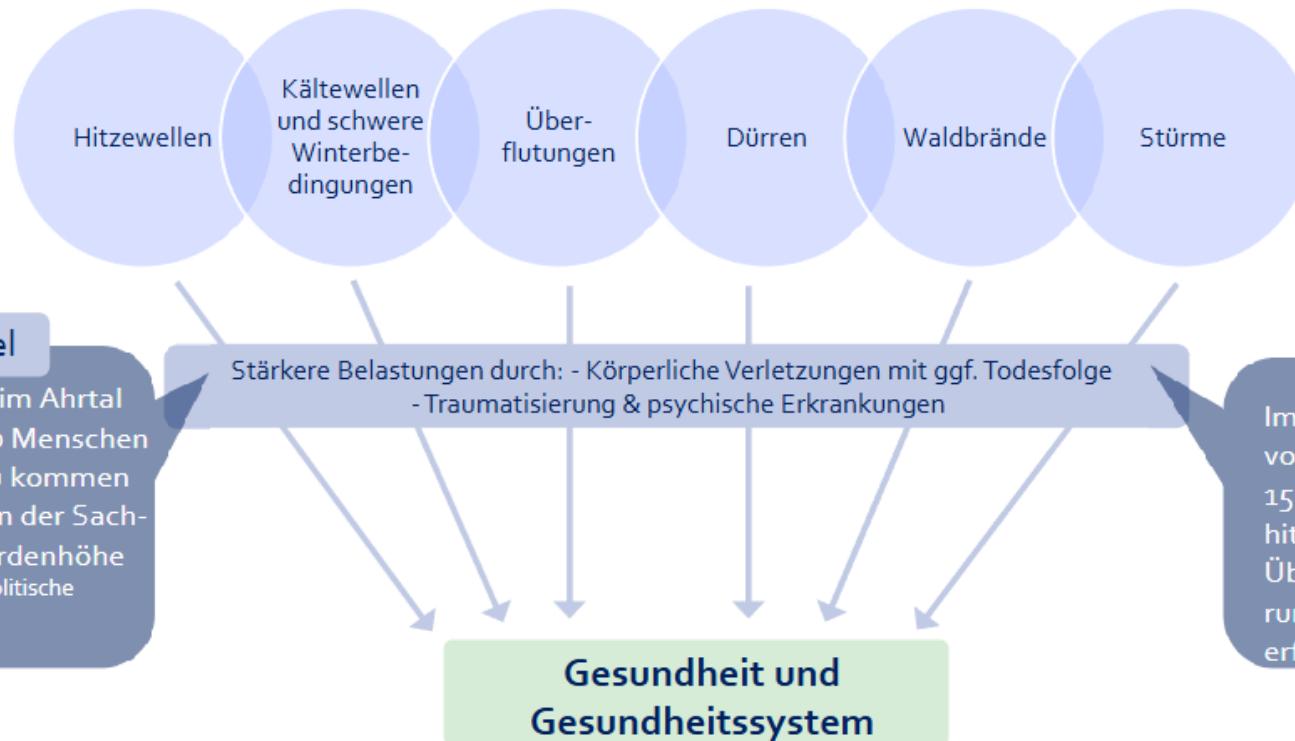 Hitzewellen
Kältewellen
und schwere
Winterbe-
dingungen
Über-
flutungen
Dürren
Waldbrände
Stürme
Stärkere Belastungen durch: - Körperliche Verletzungen mit ggf. Todesfolge
- Traumatisierung & psychische Erkrankungen
el
im Ahrtal
Menschen
kommen
n der Sach-
rdenhöhe
olitische
Im
vo
15
hit
Üb
ru
erf
Gesundheit und
Gesundheitssystem